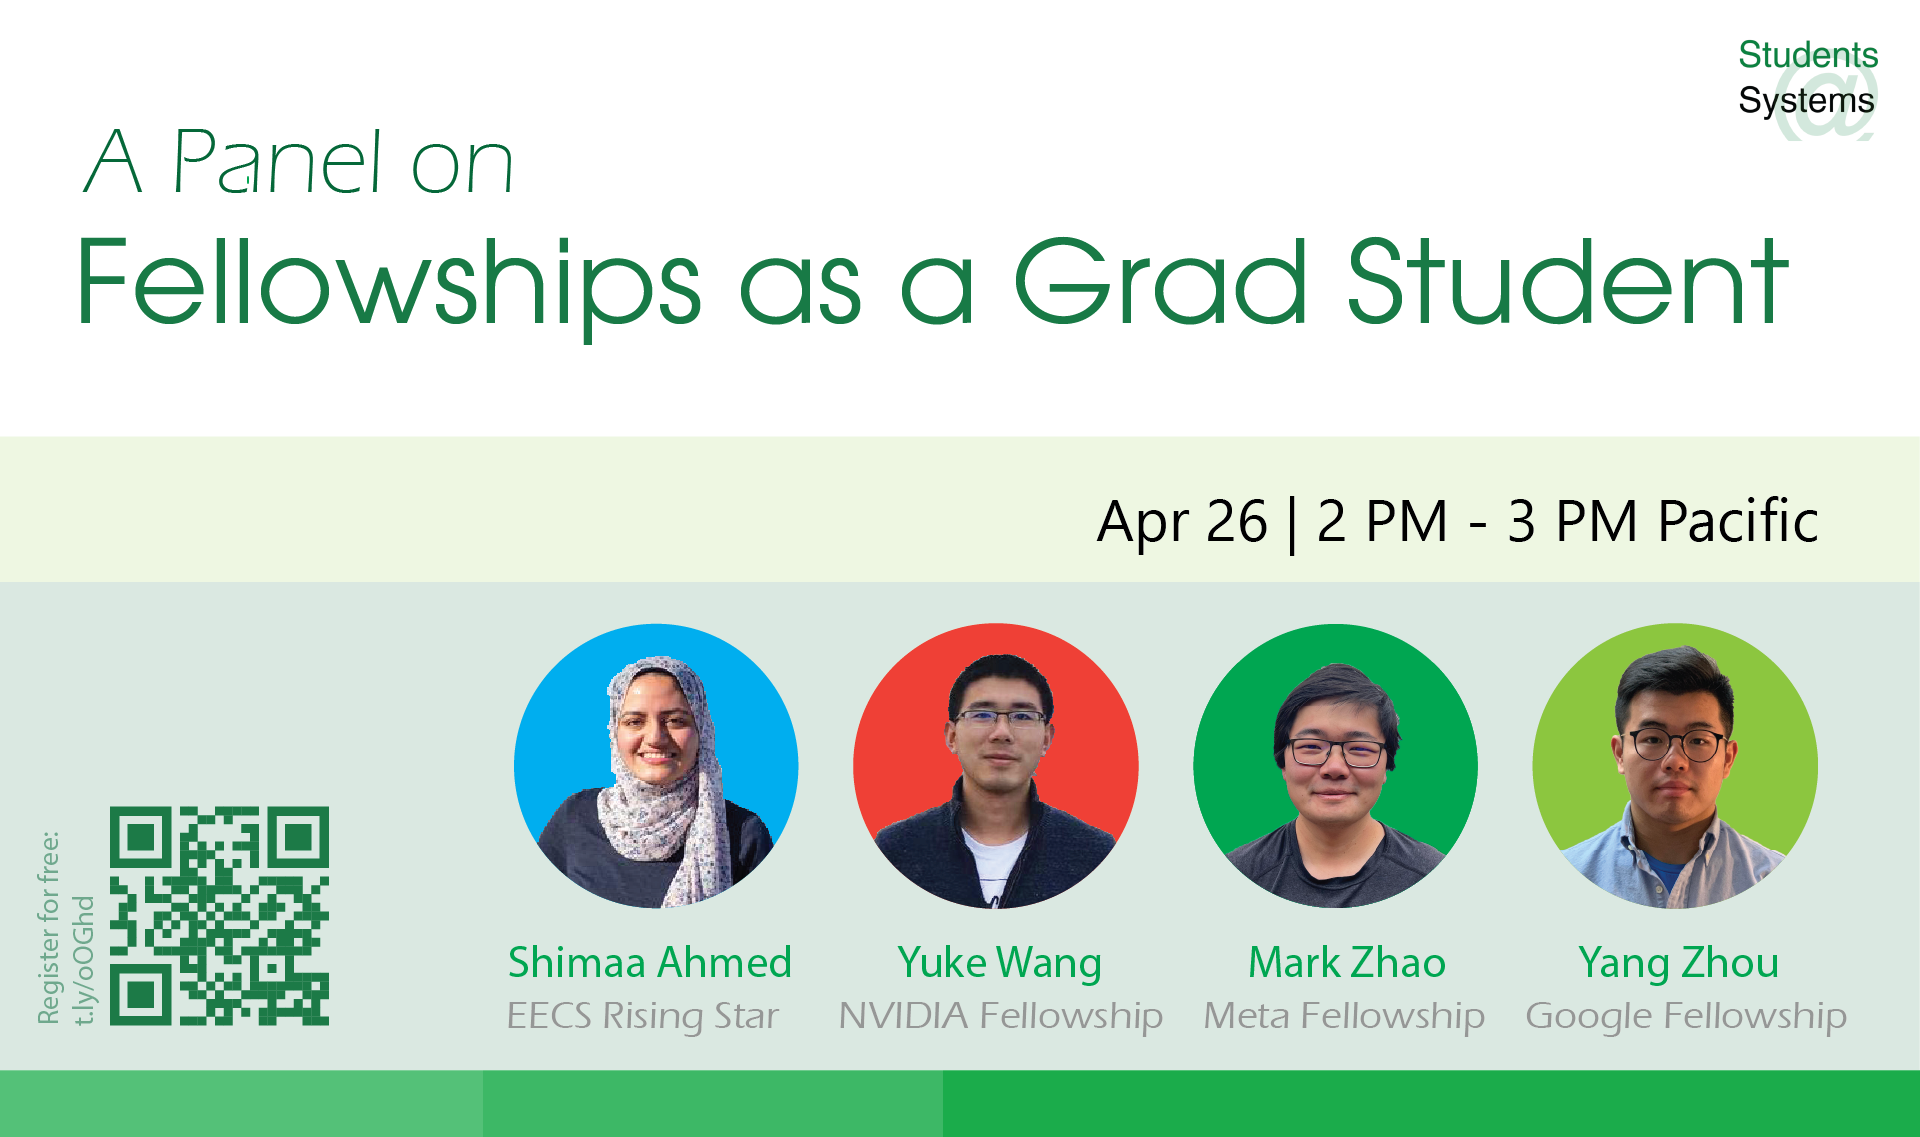 Students
@
Systems
A Panel on
Fellowships as a Grad Student
Apr 26 | 2 PM - 3 PM Pacific
Register for free:
t.ly/oOGhd
Shimaa Ahmed
EECS Rising Star
Yuke Wang
NVIDIA Fellowship
Mark Zhao
Meta Fellowship
Yang Zhou
Google Fellowship